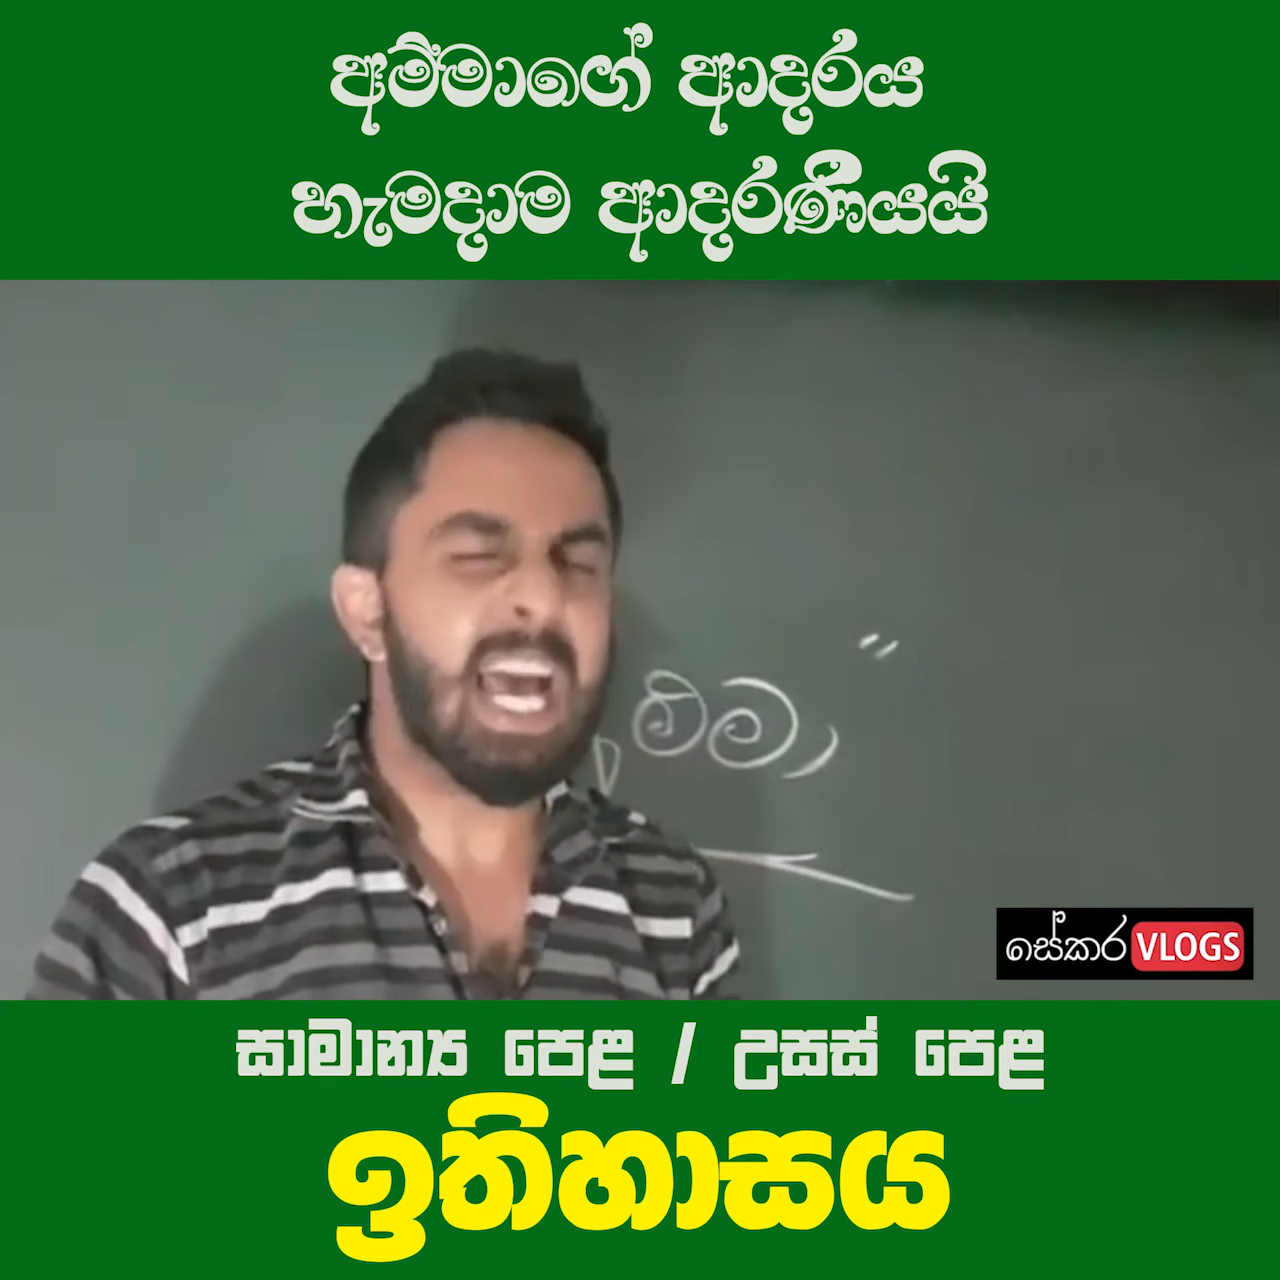 අම්මාගේ ආදරය
හැමදාම ආදරණීයයි
ම්මා "
සේකර VLOGS
සාමාන්‍ය පෙළ / උසස් පෙළ
ඉතිහාසය